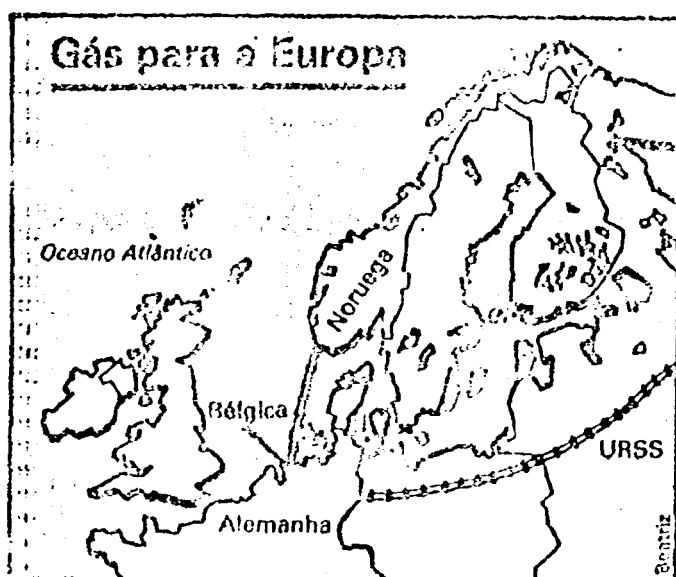 Gás para a Europa
Oceano Atlântico
Noruega
Bélgica
URSS
Alemanha
Beatriz